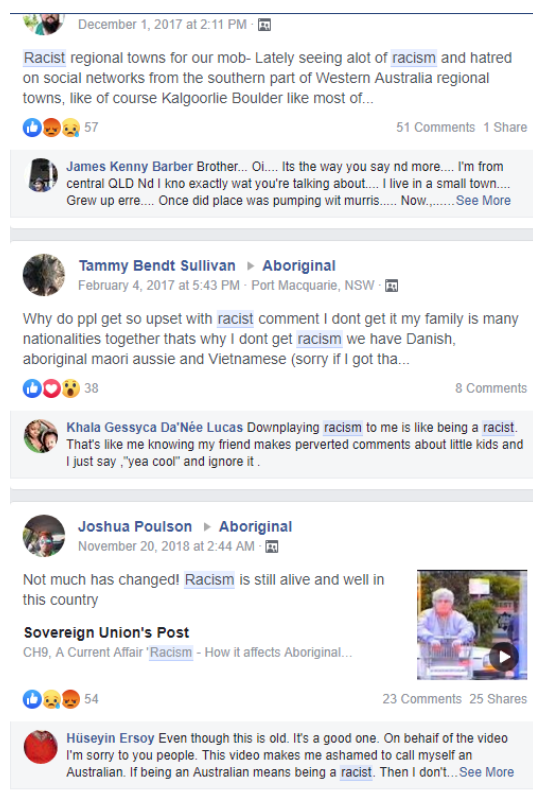 December 1, 2017 at 2:11 PM ·
Racist regional towns for our mob- Lately seeing alot of racism and hatred
on social networks from the southern part of Western Australia regional
towns, like of course Kalgoorlie Boulder like most of...
57
51 Comments 1 Share
James Kenny Barber Brother... Oi.... Its the way you say nd more.... I'm from
central QLD Nd I kno exactly wat you're talking about.... I live in a small town....
Grew up erre.... Once did place was pumping wit murris..... Now.,......See More
Tammy Bendt Sullivan ▸ Aboriginal
February 4, 2017 at 5:43 PM · Port Macquarie, NSW ·
Why do ppl get so upset with racist comment I dont get it my family is many
nationalities together thats why I dont get racism we have Danish,
aboriginal maori aussie and Vietnamese (sorry if I got tha...
38
8 Comments
Khala Gessyca Da'Née Lucas Downplaying racism to me is like being a racist.
That's like me knowing my friend makes perverted comments about little kids and
I just say ,"yea cool" and ignore it .
Joshua Poulson ▸ Aboriginal
November 20, 2018 at 2:44 AM ·
Not much has changed! Racism is still alive and well in
this country
Sovereign Union's Post
CH9, A Current Affair 'Racism - How it affects Aboriginal...
54
23 Comments 25 Shares
Hüseyin Ersoy Even though this is old. It's a good one. On behaif of the video
I'm sorry to you people. This video makes me ashamed to call myself an
Australian. If being an Australian means being a racist. Then I don't...See More